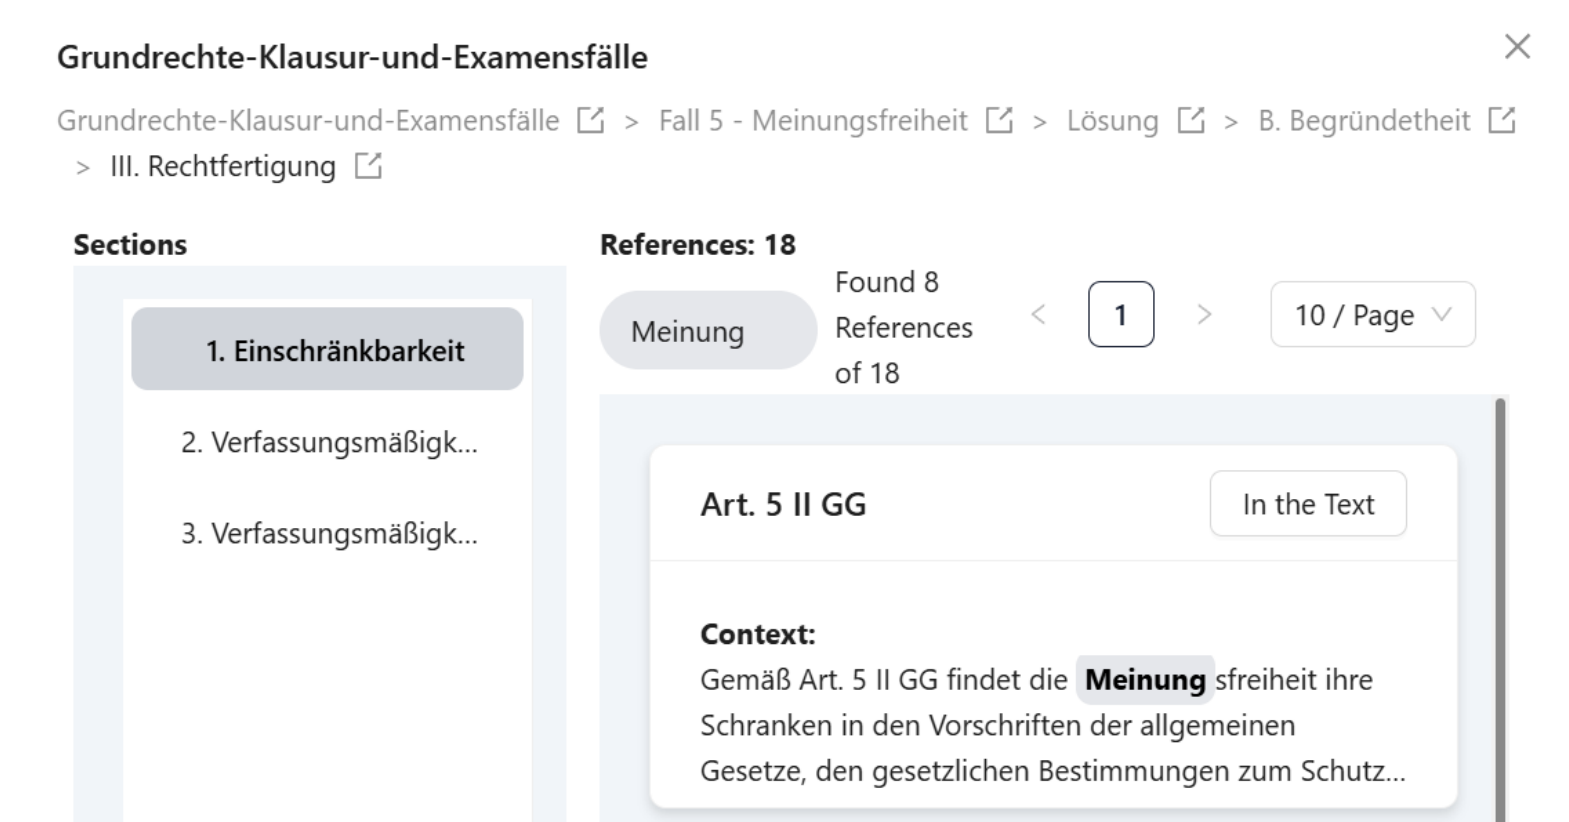 Grundrechte-Klausur-und-Examensfälle
Grundrechte-Klausur-und-Examensfälle > Fall 5 - Meinungsfreiheit > Lösung > B. Begründetheit
> III. Rechtfertigung
Sections
1. Einschränkbarkeit
2. Verfassungsmäßigk...
3. Verfassungsmäßigk...
References: 18
Meinung
Found 8
References
of 18
< 1 > 10 / Page
Art. 5 II GG
In the Text
Context:
Gemäß Art. 5 II GG findet die Meinungsfreiheit ihre
Schranken in den Vorschriften der allgemeinen
Gesetze, den gesetzlichen Bestimmungen zum Schutz...